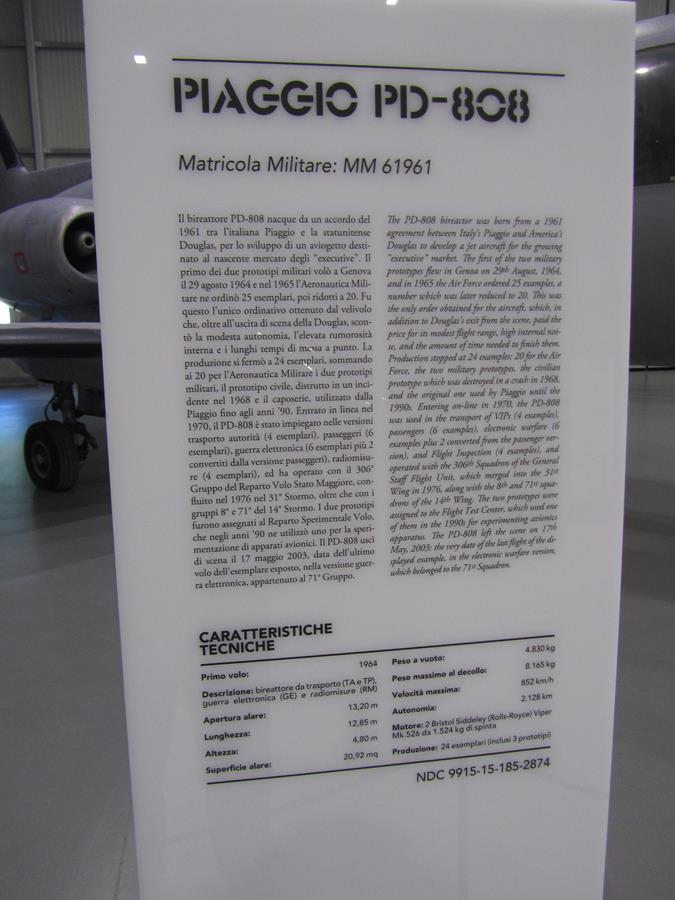 PIAGGIO PD-808
Matricola Militare: MM 61961
Il bireattore PD-808 nacque da un accordo del
1961 tra l'italiana Piaggio e la statunitense
Douglas, per lo sviluppo di un aviogetto desti-
nato al nascente mercato degli "executive". Il
primo dei due prototipi militari volò a Genova
il 29 agosto 1964 e nel 1965 l'Aeronautica Mili-
tare ne ordinò 25 esemplari, poi ridotti a 20. Fu
questo l'unico ordinativo ottenuto dal velivolo
che, oltre all'uscita di scena della Douglas, scon-
tò la modesta autonomia, l'elevata rumorosità
interna e i lunghi tempi di messa a punto. La
produzione si fermò a 24 esemplari, sommando
ai 20 per l'Aeronautica Militare i due prototipi
militari, il prototipo civile, distrutto in un inci-
dente nel 1968 e il caposerie, utilizzato dalla
Piaggio fino agli anni '90. Entrato in linea nel
1970, il PD-808 è stato impiegato nelle versioni
trasporto autorità (4 esemplari), passeggeri (6
esemplari), guerra elettronica (6 esemplari più 2
convertiti dalla versione passeggeri), radiomisu-
re (4 esemplari), ed ha operato con il 306°
Gruppo del Reparto Volo Stato Maggiore, con-
fluito nel 1976 nel 31° Stormo, oltre che con i
gruppi 8° e 71° del 14° Stormo. I due prototipi
furono assegnati al Reparto Sperimentale Volo,
che negli anni '90 ne utilizzò uno per la speri-
mentazione di apparati avionici. Il PD-808 uscì
di scena il 17 maggio 2003, data dell'ultimo
volo dell'esemplare esposto, nella versione guer-
ra elettronica, appartenuto al 71° Gruppo.
The PD-808 bireactor was born from a 1961
agreement between Italy's Piaggio and America's
Douglas to develop a jet aircraft for the growing
"executive" market. The first of the two military
prototypes flew in Genoa on 29th August, 1964,
and in 1965 the Air Force ordered 25 examples, a
number which was later reduced to 20. This was
the only order obtained for the aircraft, which, in
addition to Douglas's exit from the scene, paid the
price for its modest flight range, high internal noi-
se, and the amount of time needed to finish them.
Production stopped at 24 examples: 20 for the Air
Force, the two military prototypes, the civilian
prototype which was destroyed in a crash in 1968,
and the original one used by Piaggio until the
1990s. Entering on-line in 1970, the PD-808
was used in the transport of VIPs (4 examples),
passengers (6 examples), electronic warfare (6
examples plus 2 converted from the passenger ver-
sion), and Flight Inspection (4 examples), and
operated with the 306th Squadron of the General
Staff Flight Unit, which merged into the 31st
Wing in 1976, along with the 8th and 71st squa-
drons of the 14th Wing. The two prototypes were
assigned to the Flight Test Center, which used one
of them in the 1990s for experimenting avionics
apparatus. The PD-808 left the scene on 17th
May, 2003: the very date of the last flight of the di-
splayed example, in the electronic warfare version,
which belonged to the 71st Squadron.
CARATTERISTICHE
TECNICHE
Primo volo: 1964
Descrizione: bireattore da trasporto (TA e TP),
guerra elettronica (GE) e radiomisure (RM)
Apertura alare: 13,20 m
Lunghezza: 12,85 m
Altezza: 4,80 m
Superficie alare: 20,92 mq
Peso a vuoto: 4.830 kg
Peso massimo al decollo: 8.165 kg
Velocità massima: 852 km/h
Autonomia: 2.128 km
Motore: 2 Bristol Siddeley (Rolls-Royce) Viper
Mk.526 da 1.524 kg di spinta
Produzione: 24 esemplari (inclusi 3 prototipi)
NDC 9915-15-185-2874